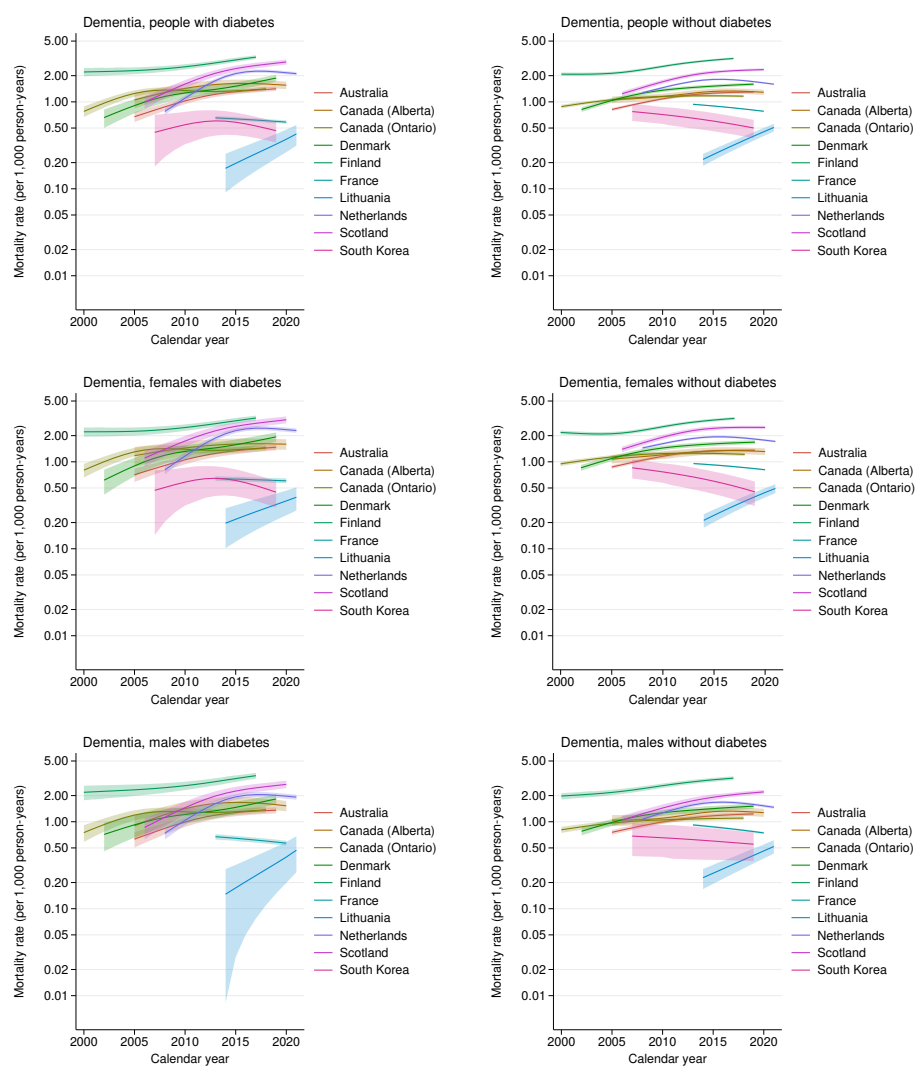 Dementia, people with diabetes
Mortality rate (per 1,000 person-years)
5.00
2.00
1.00
0.50
0.20
0.10
0.05
0.02
0.01
2000 2005 2010 2015 2020
Calendar year
Australia
Canada (Alberta)
Canada (Ontario)
Denmark
Finland
France
Lithuania
Netherlands
Scotland
South Korea
Dementia, people without diabetes
Mortality rate (per 1,000 person-years)
5.00
2.00
1.00
0.50
0.20
0.10
0.05
0.02
0.01
2000 2005 2010 2015 2020
Calendar year
Australia
Canada (Alberta)
Canada (Ontario)
Denmark
Finland
France
Lithuania
Netherlands
Scotland
South Korea
Dementia, females with diabetes
Mortality rate (per 1,000 person-years)
5.00
2.00
1.00
0.50
0.20
0.10
0.05
0.02
0.01
2000 2005 2010 2015 2020
Calendar year
Australia
Canada (Alberta)
Canada (Ontario)
Denmark
Finland
France
Lithuania
Netherlands
Scotland
South Korea
Dementia, females without diabetes
Mortality rate (per 1,000 person-years)
5.00
2.00
1.00
0.50
0.20
0.10
0.05
0.02
0.01
2000 2005 2010 2015 2020
Calendar year
Australia
Canada (Alberta)
Canada (Ontario)
Denmark
Finland
France
Lithuania
Netherlands
Scotland
South Korea
Dementia, males with diabetes
Mortality rate (per 1,000 person-years)
5.00
2.00
1.00
0.50
0.20
0.10
0.05
0.02
0.01
2000 2005 2010 2015 2020
Calendar year
Australia
Canada (Alberta)
Canada (Ontario)
Denmark
Finland
France
Lithuania
Netherlands
Scotland
South Korea
Dementia, males without diabetes
Mortality rate (per 1,000 person-years)
5.00
2.00
1.00
0.50
0.20
0.10
0.05
0.02
0.01
2000 2005 2010 2015 2020
Calendar year
Australia
Canada (Alberta)
Canada (Ontario)
Denmark
Finland
France
Lithuania
Netherlands
Scotland
South Korea